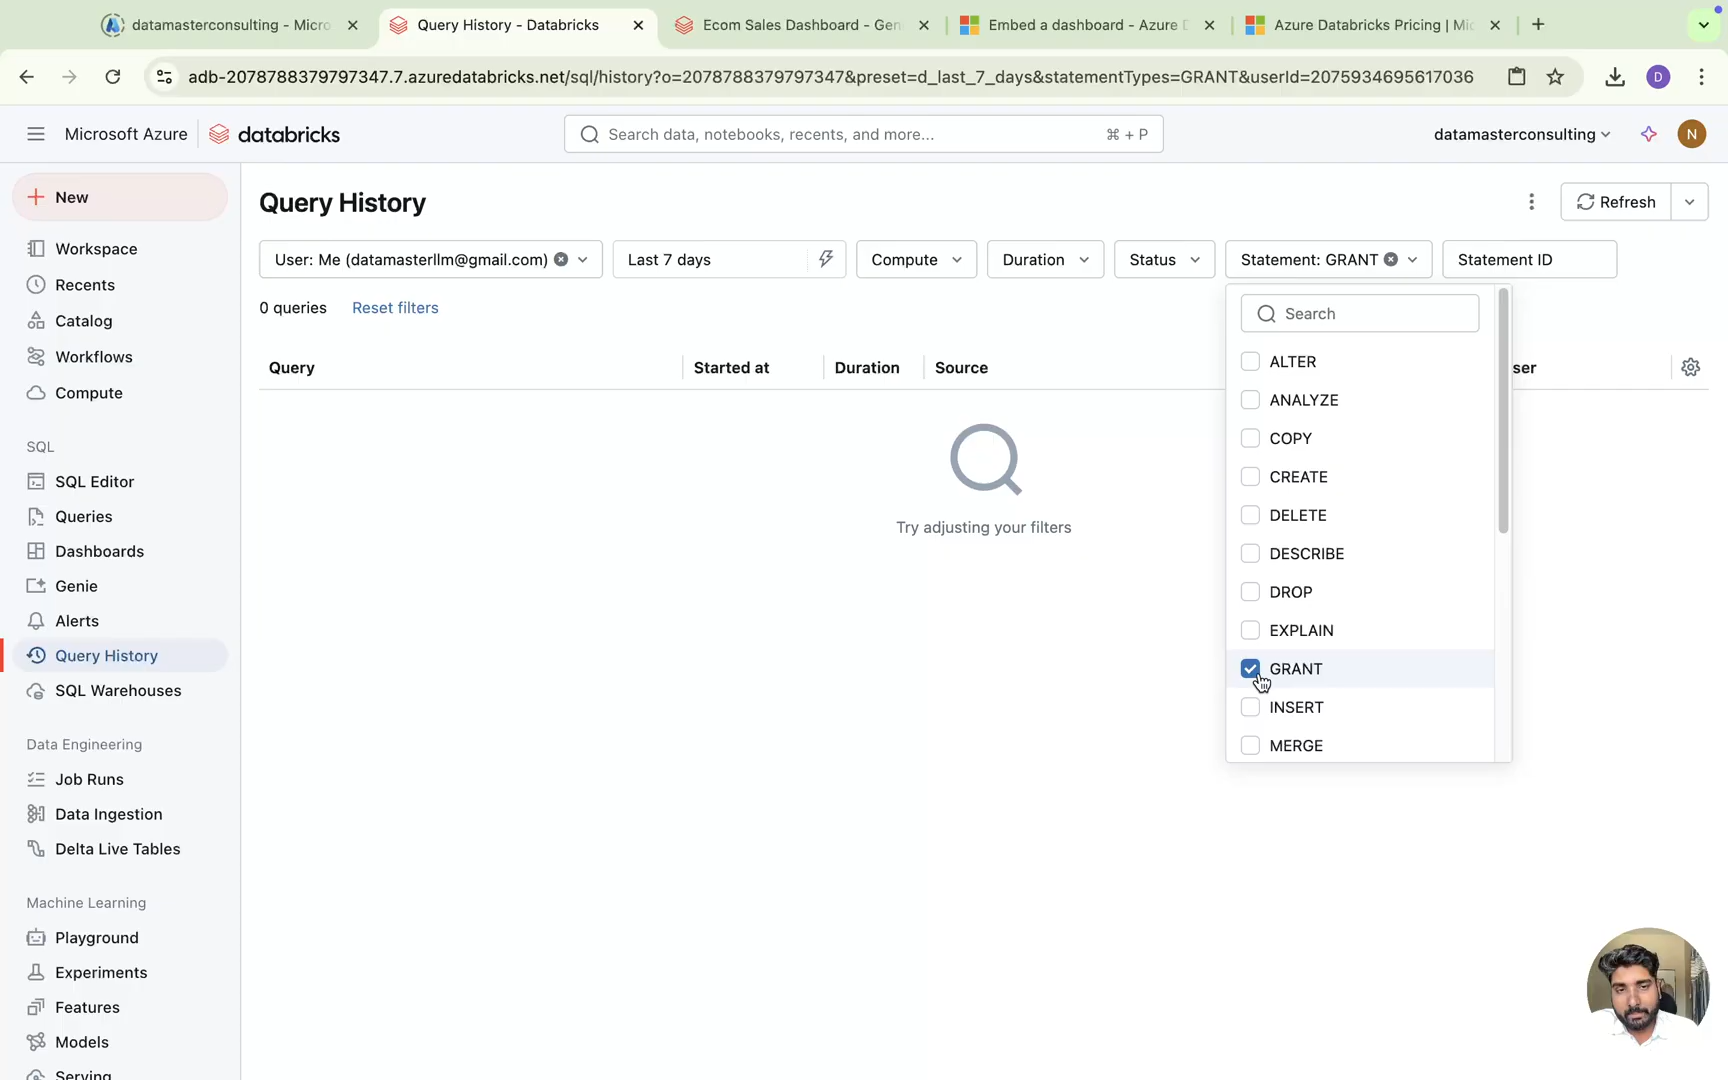 datamasterconsulting - Micro
Query History - Databricks
Ecom Sales Dashboard - Gen
Embed a dashboard - Azure
Azure Databricks Pricing | Mic
adb-2078788379797347.7.azuredatabricks.net/sql/history?o=2078788379797347&preset=d_last_7_days&statementTypes=GRANT&userId=2075934695617036
D
Microsoft Azure
databricks
Search data, notebooks, recents, and more...
⌘ + P
datamasterconsulting
N
New
Workspace
Recents
Catalog
Workflows
Compute
SQL
SQL Editor
Queries
Dashboards
Genie
Alerts
Query History
SQL Warehouses
Data Engineering
Job Runs
Data Ingestion
Delta Live Tables
Machine Learning
Playground
Experiments
Features
Models
Serving
Query History
Refresh
User: Me (datamasterllm@gmail.com)
Last 7 days
Compute
Duration
Status
Statement: GRANT
Statement ID
0 queries
Reset filters
Query
Started at
Duration
Source
ser
Try adjusting your filters
Search
ALTER
ANALYZE
COPY
CREATE
DELETE
DESCRIBE
DROP
EXPLAIN
GRANT
INSERT
MERGE